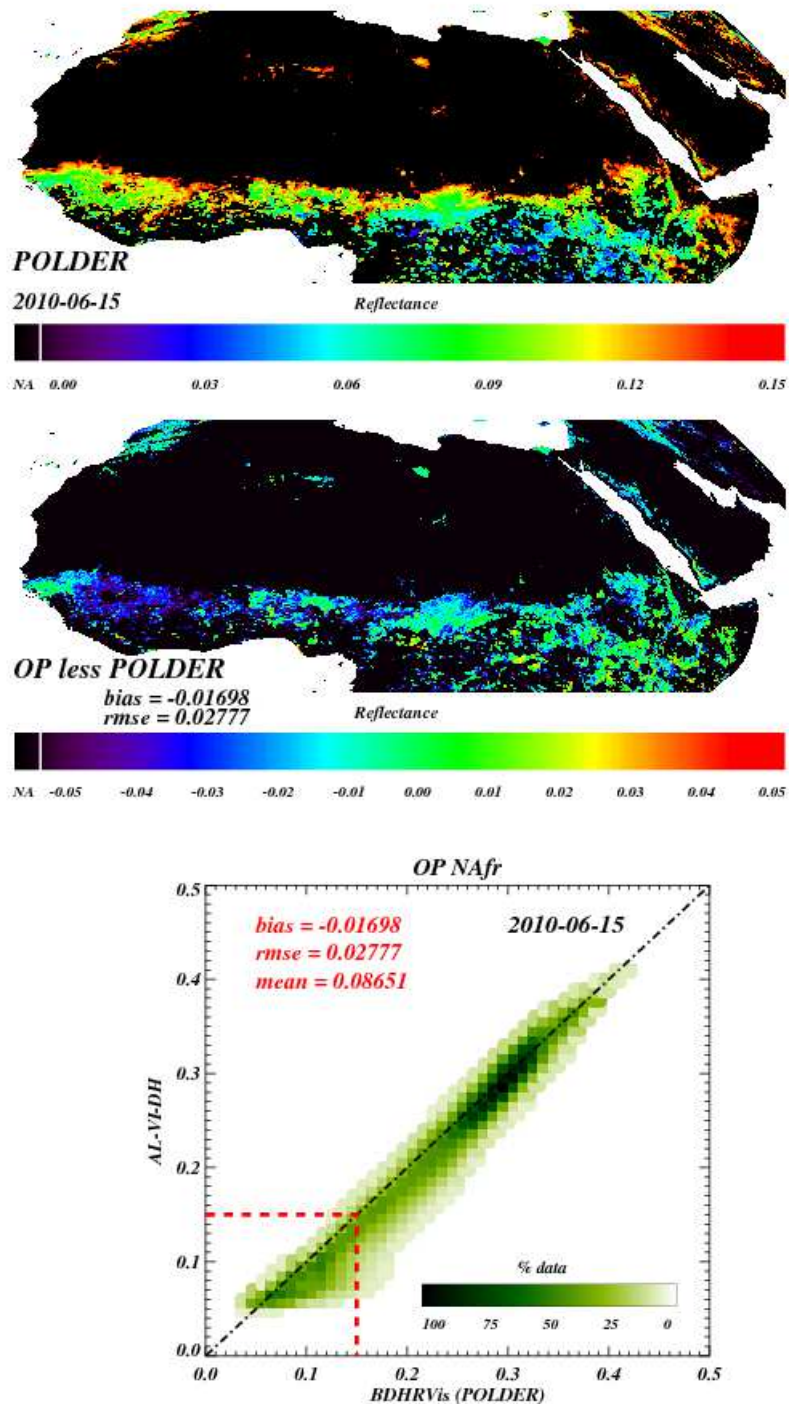 POLDER
2010-06-15
Reflectance
NA 0.00 0.03 0.06 0.09 0.12 0.15
OP less POLDER
bias = -0.01698
rmse = 0.02777
Reflectance
NA -0.05 -0.04 -0.03 -0.02 -0.01 0.00 0.01 0.02 0.03 0.04 0.05
OP NAfr
bias = -0.01698
rmse = 0.02777
mean = 0.08651
2010-06-15
0.5
0.4
0.3
0.2
0.1
0.0
AL-VI-DH
% data
100 75 50 25 0
0.0 0.1 0.2 0.3 0.4 0.5
BDHRVis (POLDER)